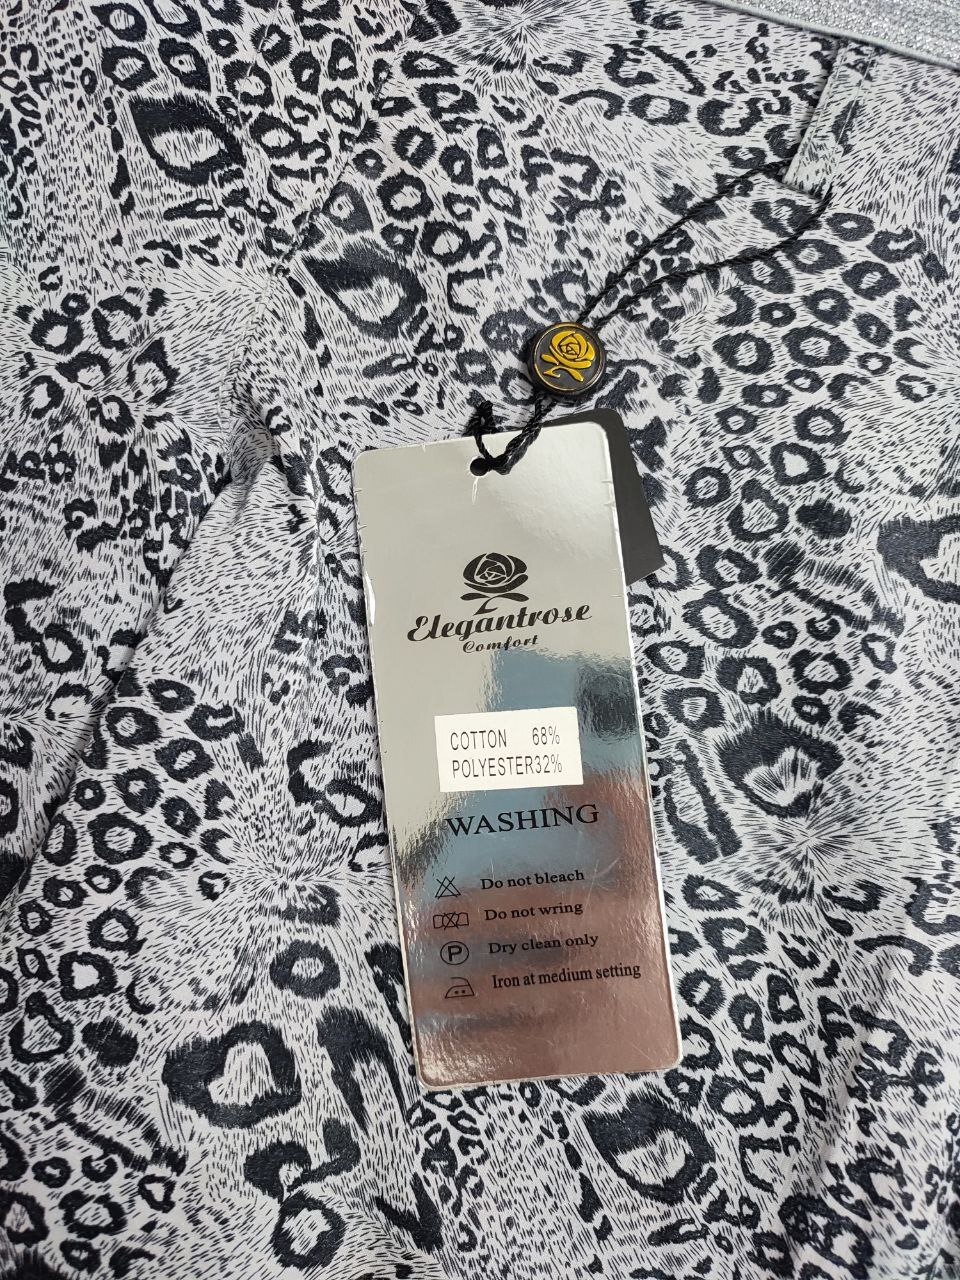 Elegantrose
Comfort
COTTON 68%
POLYESTER32%
WASHING
Do not bleach
Do not wring
P Dry clean only
Iron at medium setting